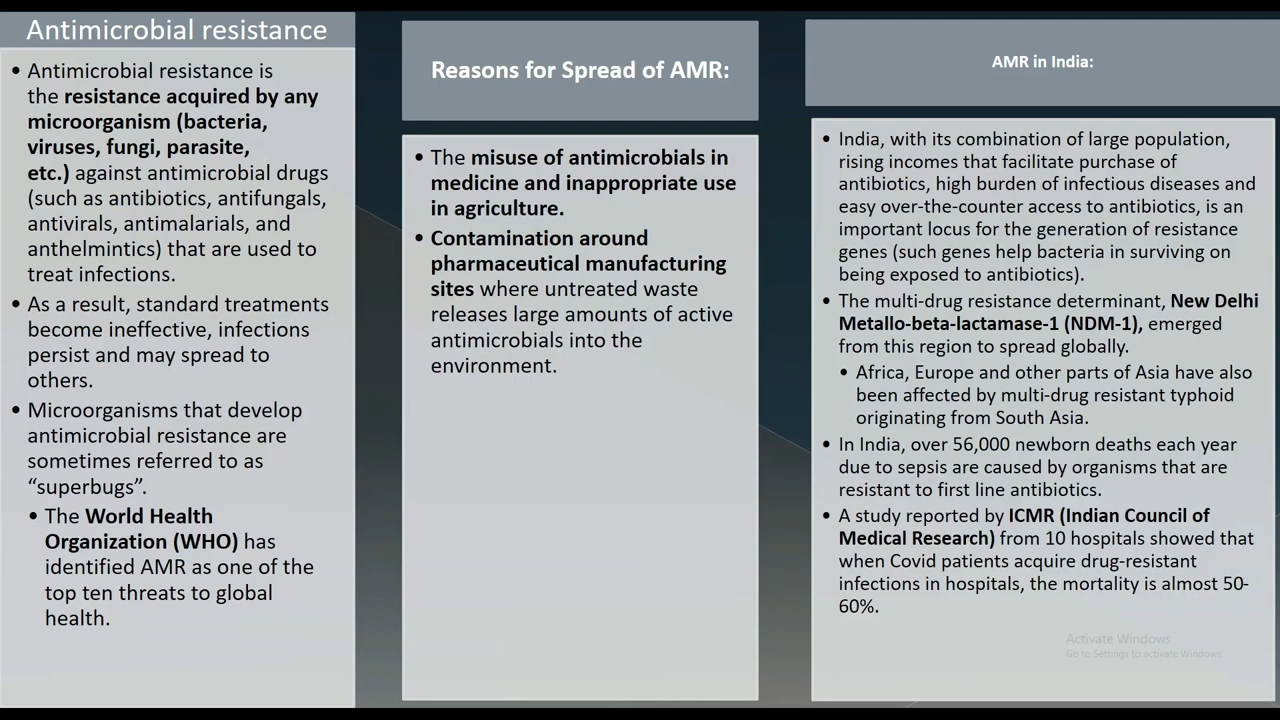 Antimicrobial resistance
• Antimicrobial resistance is
the resistance acquired by any
microorganism (bacteria,
viruses, fungi, parasite,
etc.) against antimicrobial drugs
(such as antibiotics, antifungals,
antivirals, antimalarials, and
anthelmintics) that are used to
treat infections.
• As a result, standard treatments
become ineffective, infections
persist and may spread to
others.
• Microorganisms that develop
antimicrobial resistance are
sometimes referred to as
“superbugs”.
• The World Health
Organization (WHO) has
identified AMR as one of the
top ten threats to global
health.
Reasons for Spread of AMR:
• The misuse of antimicrobials in
medicine and inappropriate use
in agriculture.
• Contamination around
pharmaceutical manufacturing
sites where untreated waste
releases large amounts of active
antimicrobials into the
environment.
AMR in India:
• India, with its combination of large population,
rising incomes that facilitate purchase of
antibiotics, high burden of infectious diseases and
easy over-the-counter access to antibiotics, is an
important locus for the generation of resistance
genes (such genes help bacteria in surviving on
being exposed to antibiotics).
• The multi-drug resistance determinant, New Delhi
Metallo-beta-lactamase-1 (NDM-1), emerged
from this region to spread globally.
• Africa, Europe and other parts of Asia have also
been affected by multi-drug resistant typhoid
originating from South Asia.
• In India, over 56,000 newborn deaths each year
due to sepsis are caused by organisms that are
resistant to first line antibiotics.
• A study reported by ICMR (Indian Council of
Medical Research) from 10 hospitals showed that
when Covid patients acquire drug-resistant
infections in hospitals, the mortality is almost 50-
60%.
Activate Windows
Go to Settings to activate Windows.